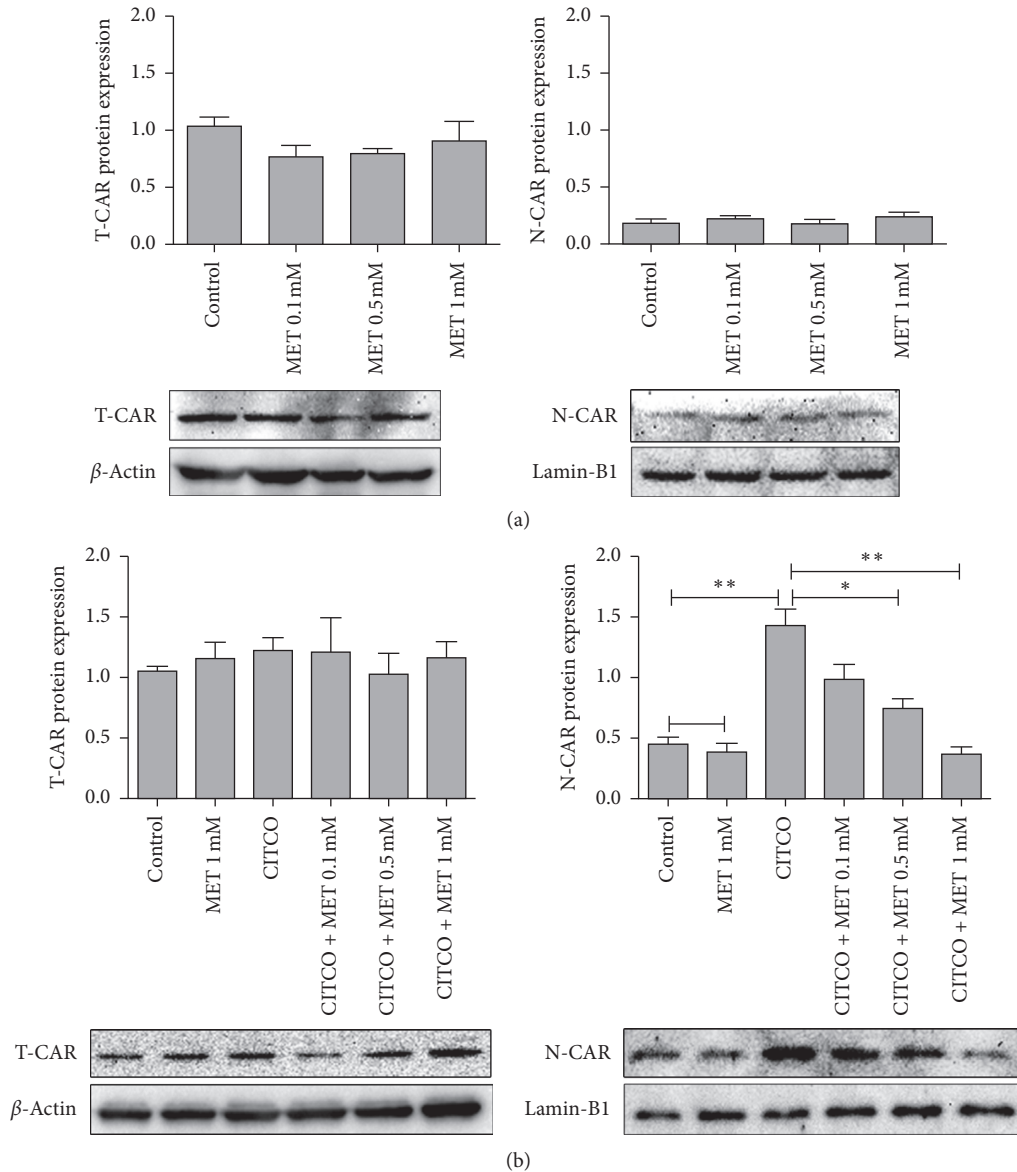 T-CAR protein expression
2.0
1.5
1.0
0.5
0.0
Control
MET 0.1 mM
MET 0.5 mM
MET 1 mM
N-CAR protein expression
2.0
1.5
1.0
0.5
0.0
Control
MET 0.1 mM
MET 0.5 mM
MET 1 mM
T-CAR
β-Actin
N-CAR
Lamin-B1
(a)
T-CAR protein expression
2.0
1.5
1.0
0.5
0.0
Control
MET 1 mM
CITCO
CITCO + MET 0.1 mM
CITCO + MET 0.5 mM
CITCO + MET 1 mM
N-CAR protein expression
2.0
1.5
1.0
0.5
0.0
**
**
*
Control
MET 1 mM
CITCO
CITCO + MET 0.1 mM
CITCO + MET 0.5 mM
CITCO + MET 1 mM
T-CAR
β-Actin
N-CAR
Lamin-B1
(b)